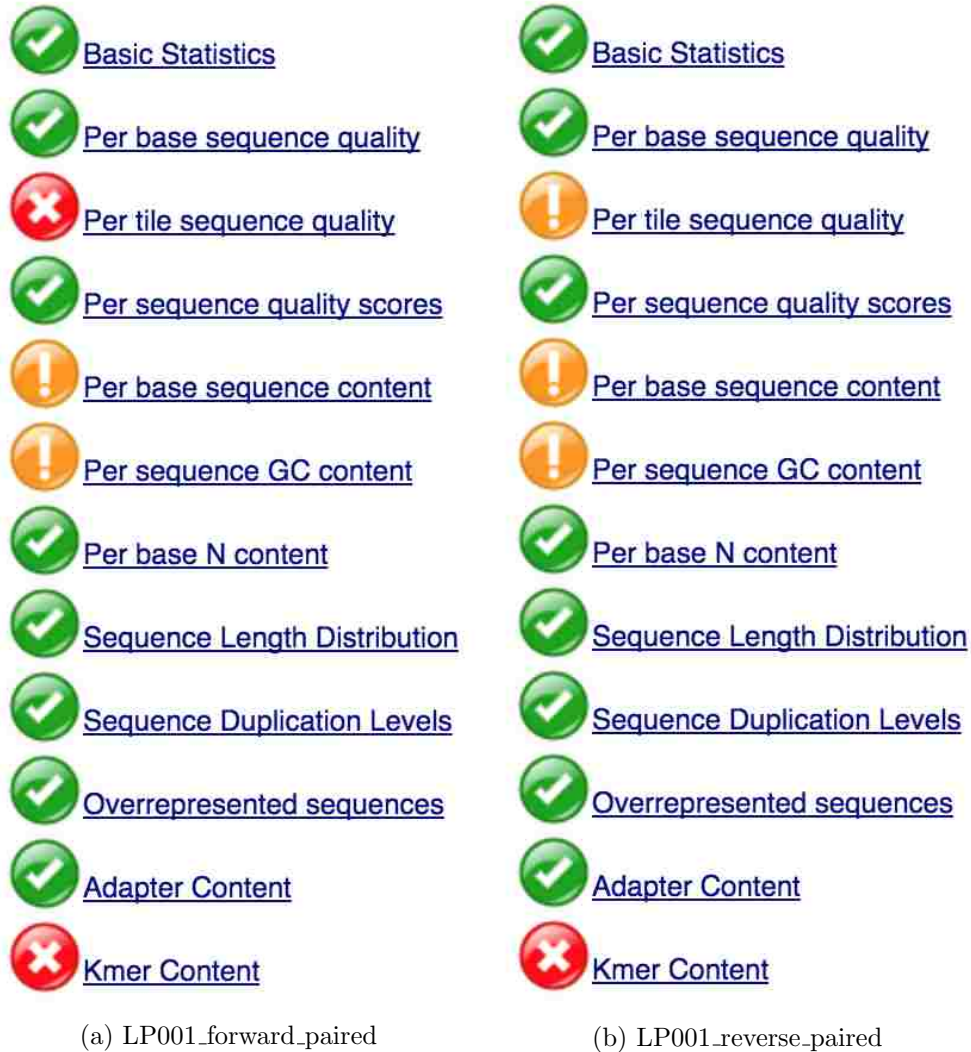 Basic Statistics
Per base sequence quality
Per tile sequence quality
Per sequence quality scores
Per base sequence content
Per sequence GC content
Per base N content
Sequence Length Distribution
Sequence Duplication Levels
Overrepresented sequences
Adapter Content
Kmer Content
(a) LP001_forward_paired
Basic Statistics
Per base sequence quality
Per tile sequence quality
Per sequence quality scores
Per base sequence content
Per sequence GC content
Per base N content
Sequence Length Distribution
Sequence Duplication Levels
Overrepresented sequences
Adapter Content
Kmer Content
(b) LP001_reverse_paired